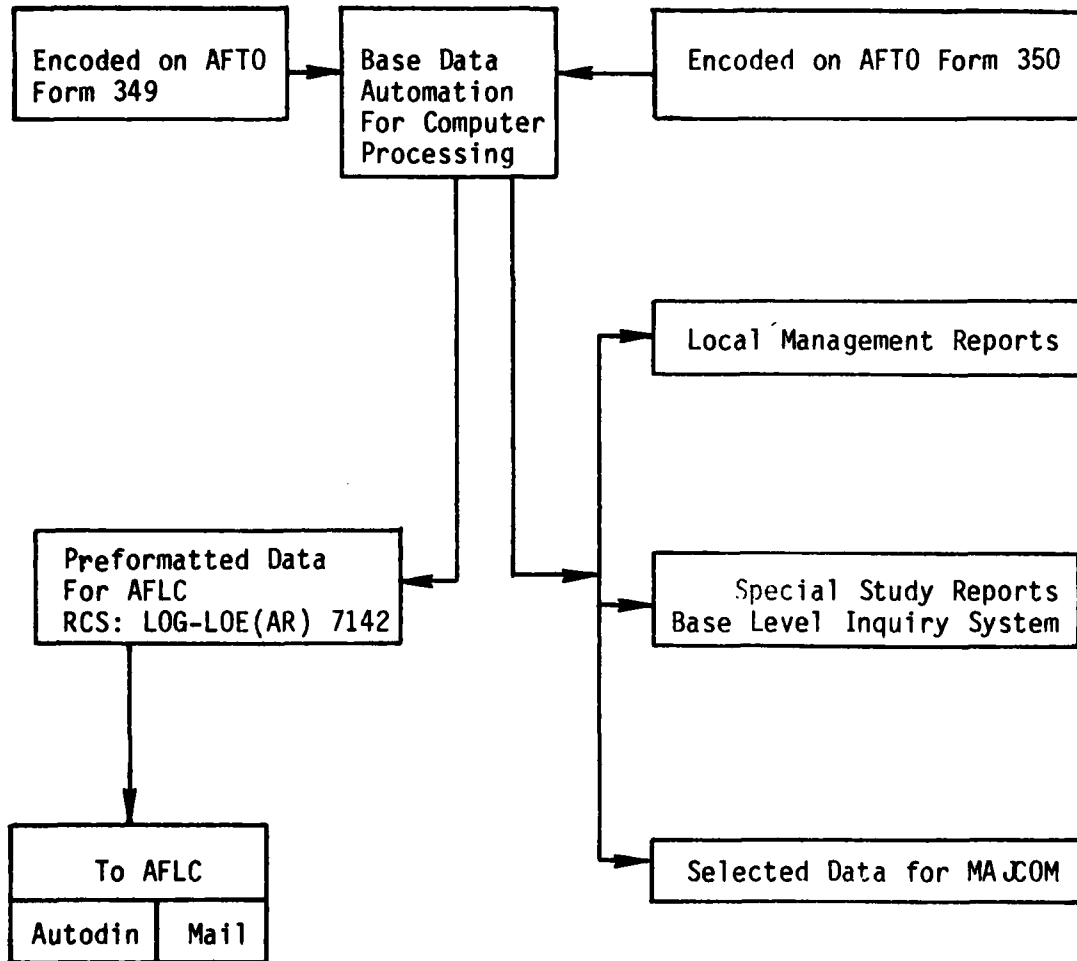 Encoded on AFTO
Form 349
Base Data
Automation
For Computer
Processing
Encoded on AFTO Form 350
Local Management Reports
Preformatted Data
For AFLC
RCS: LOG-LOE(AR) 7142
Special Study Reports
Base Level Inquiry System
To AFLC
Autodin
Mail
Selected Data for MAJCOM